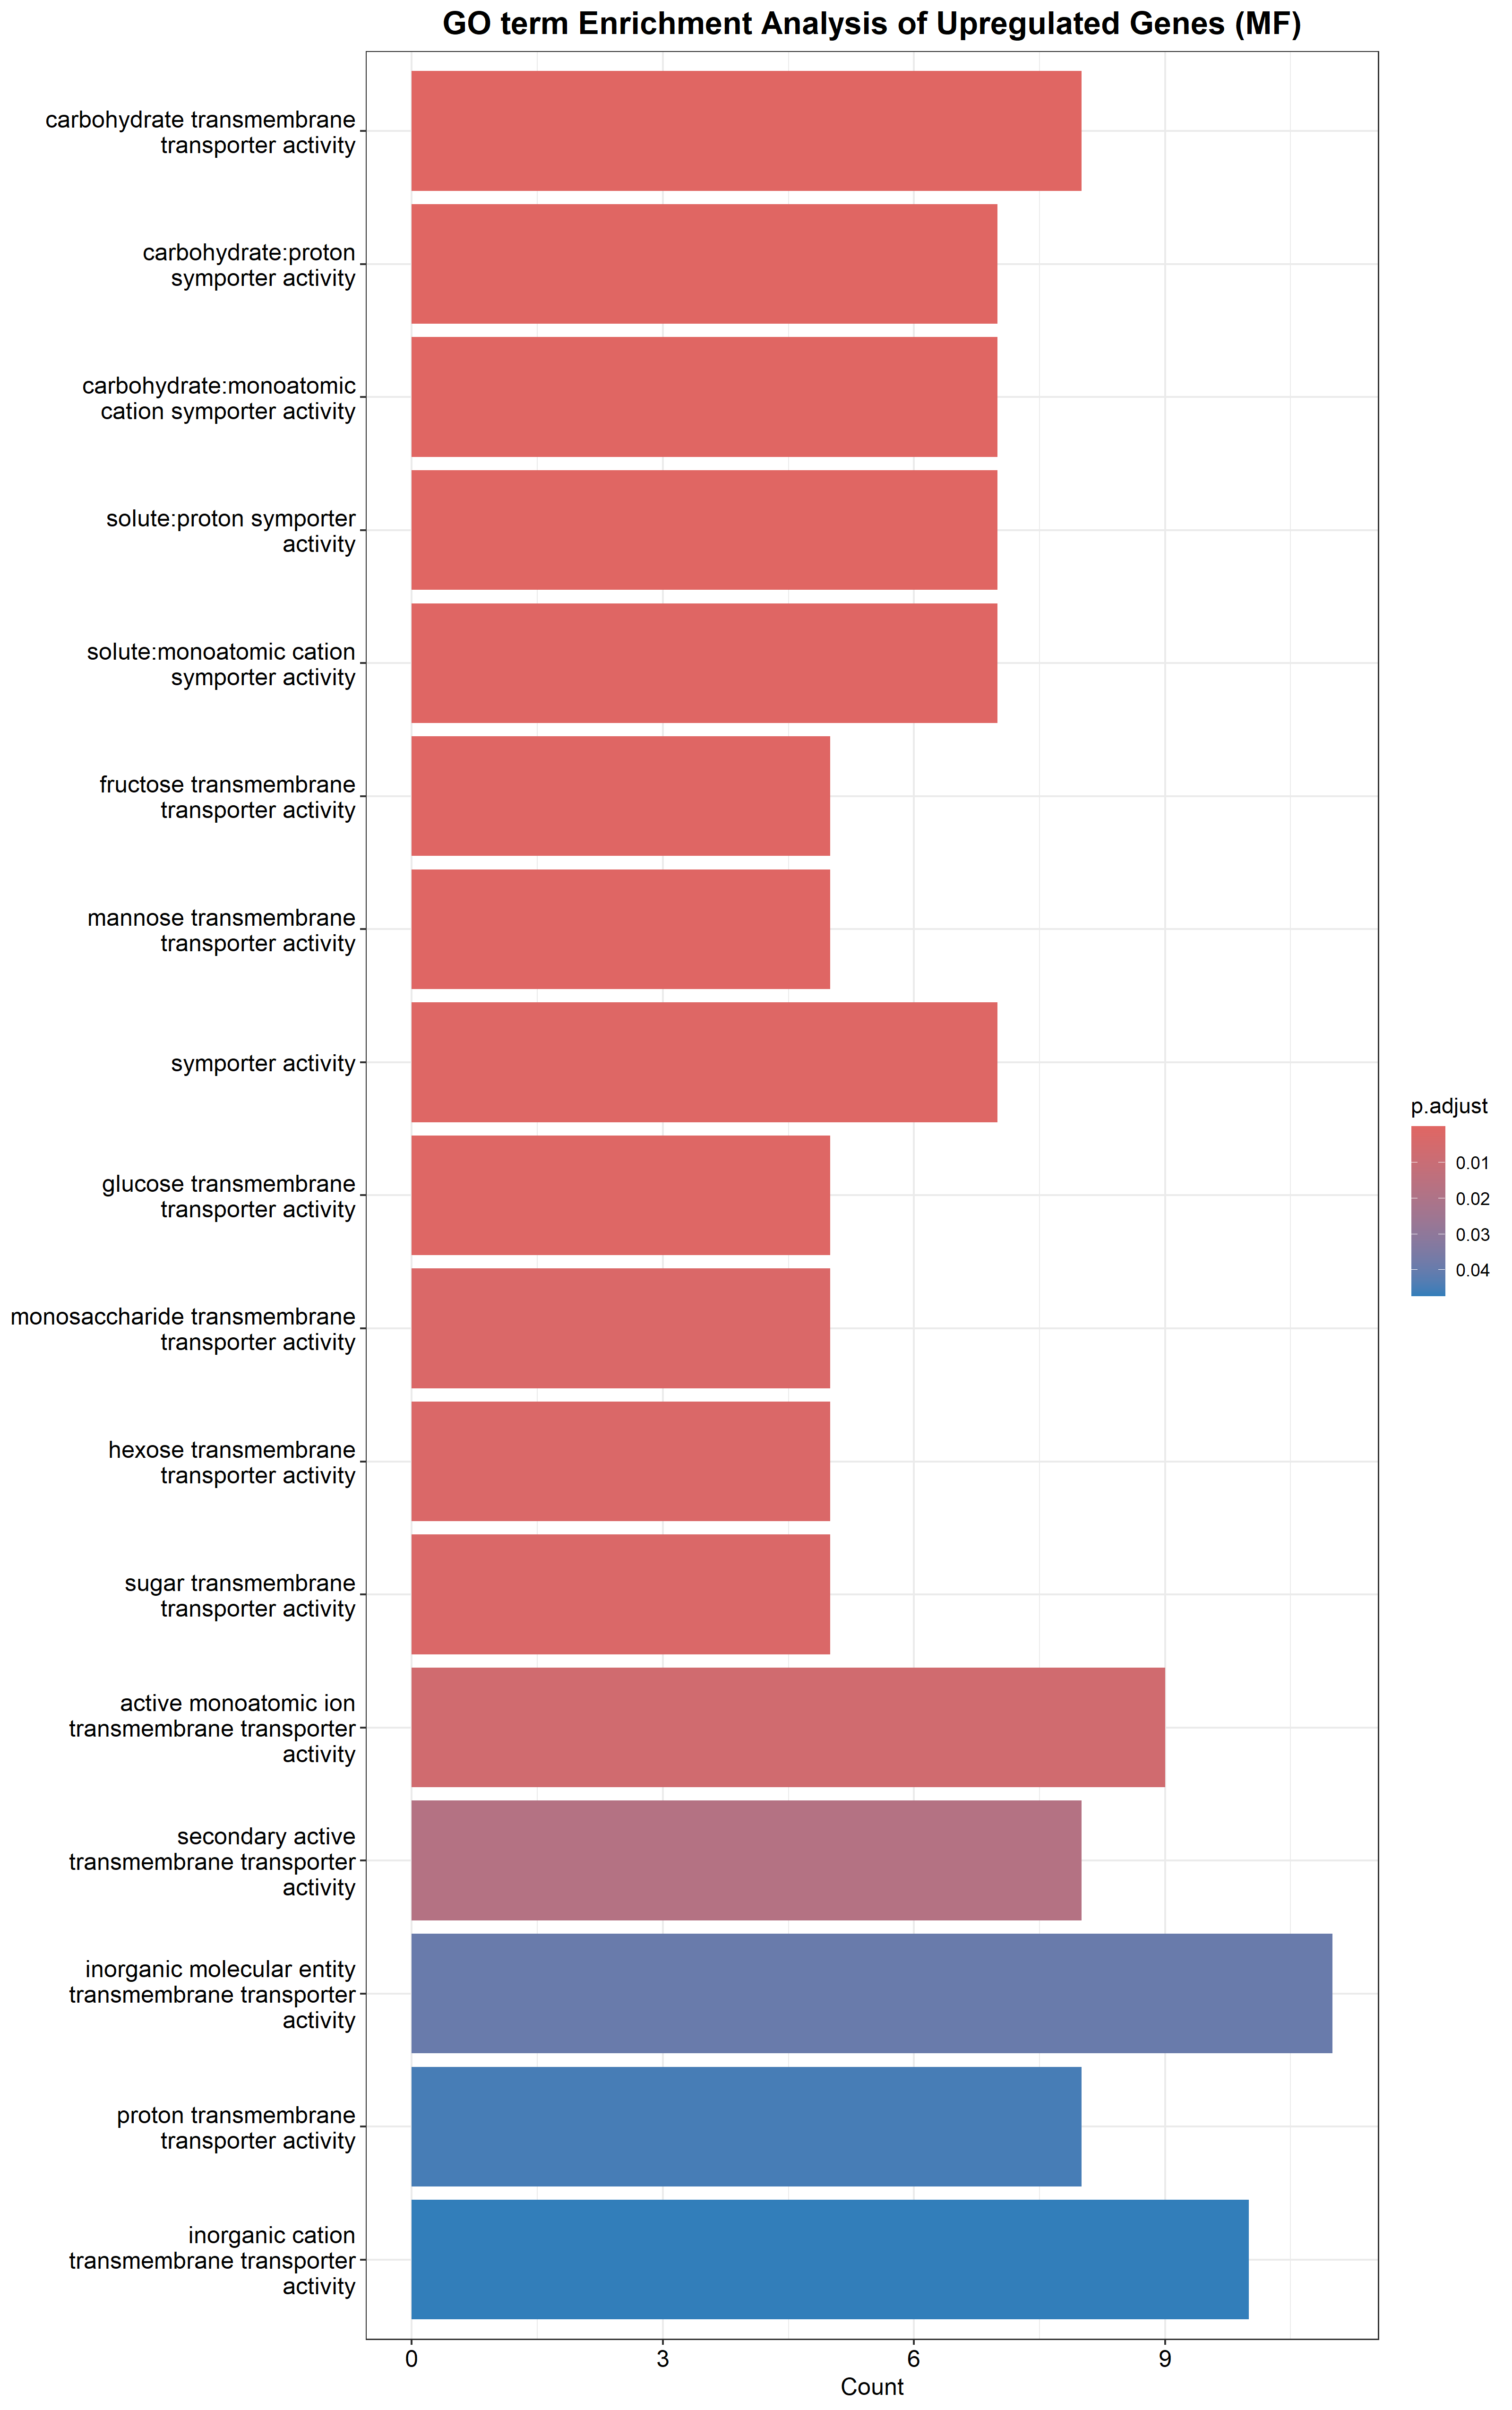 GO term Enrichment Analysis of Upregulated Genes (MF)
carbohydrate transmembrane
transporter activity
carbohydrate:proton
symporter activity
carbohydrate:monoatomic
cation symporter activity
solute:proton symporter
activity
solute:monoatomic cation
symporter activity
fructose transmembrane
transporter activity
mannose transmembrane
transporter activity
symporter activity
glucose transmembrane
transporter activity
monosaccharide transmembrane
transporter activity
hexose transmembrane
transporter activity
sugar transmembrane
transporter activity
active monoatomic ion
transmembrane transporter
activity
secondary active
transmembrane transporter
activity
inorganic molecular entity
transmembrane transporter
activity
proton transmembrane
transporter activity
inorganic cation
transmembrane transporter
activity
0 3 6 9
Count
p.adjust
0.01
0.02
0.03
0.04